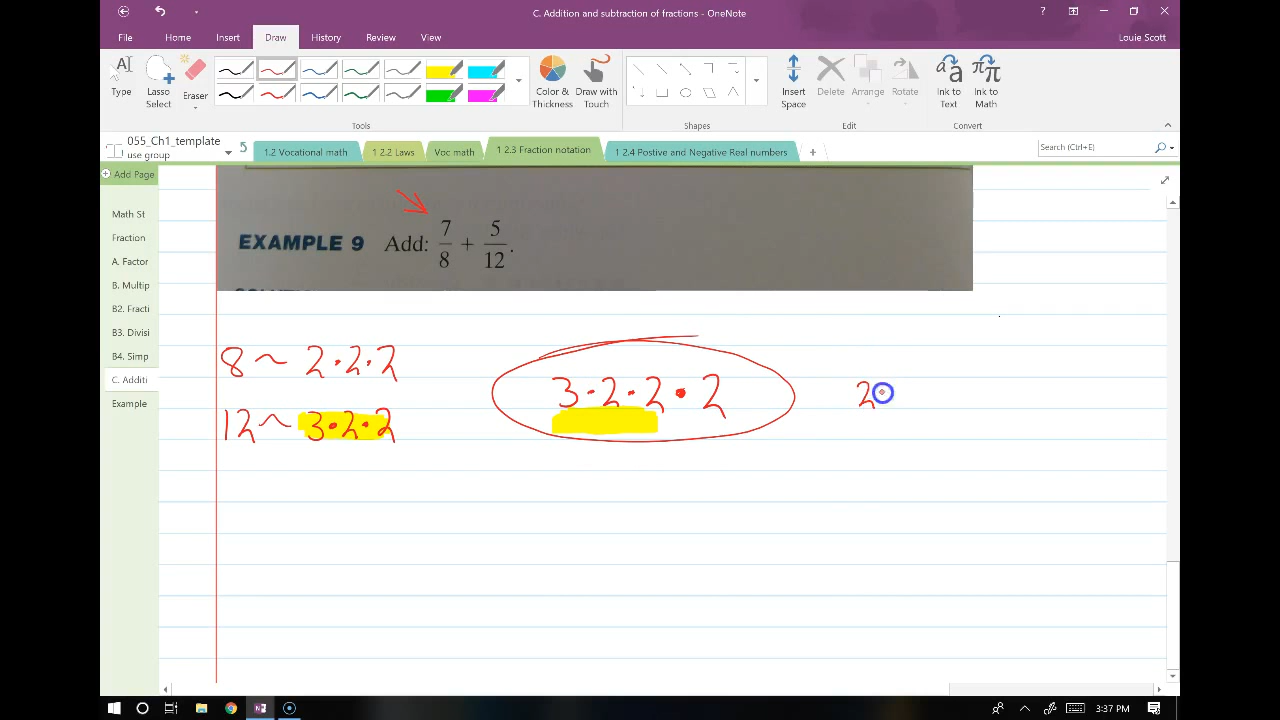 C. Addition and subtraction of fractions - OneNote
File Home Insert Draw History Review View
Louie Scott
Type
Lasso Select
Eraser
Color & Thickness
Draw with Touch
Insert Space
Delete
Arrange
Rotate
Ink to Text
Ink to Math
Tools Shapes Edit Convert
055_Ch1_template
use group
1.2 Vocational math
1 2.2 Laws
Voc math
1 2.3 Fraction notation
1 2.4 Postive and Negative Real numbers
Search (Ctrl+E)
Add Page
Math St
Fraction
A. Factor
B. Multip
B2. Fracti
B3. Divisi
B4. Simp
C. Additi
Example
EXAMPLE 9 Add: 7/8 + 5/12.
8 ~ 2·2·2
12 ~ 3·2·2
3·2·2·2
2
3:37 PM